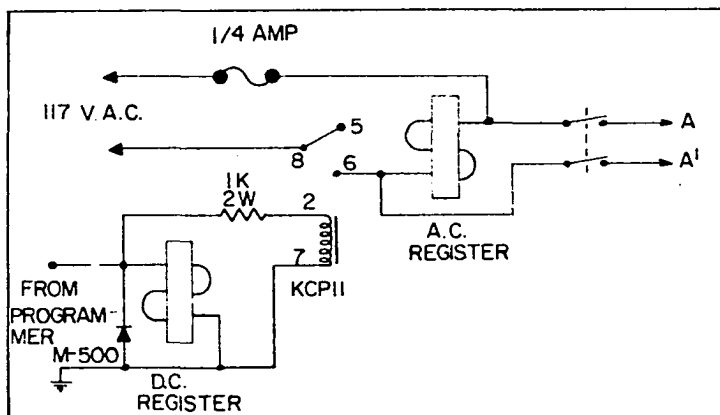 1/4 AMP
117 V. A.C.
5
8
6
A
A'
1K
2W
2
7
KCP11
A.C.
REGISTER
FROM
PROGRAM-
MER
M-500
D.C.
REGISTER